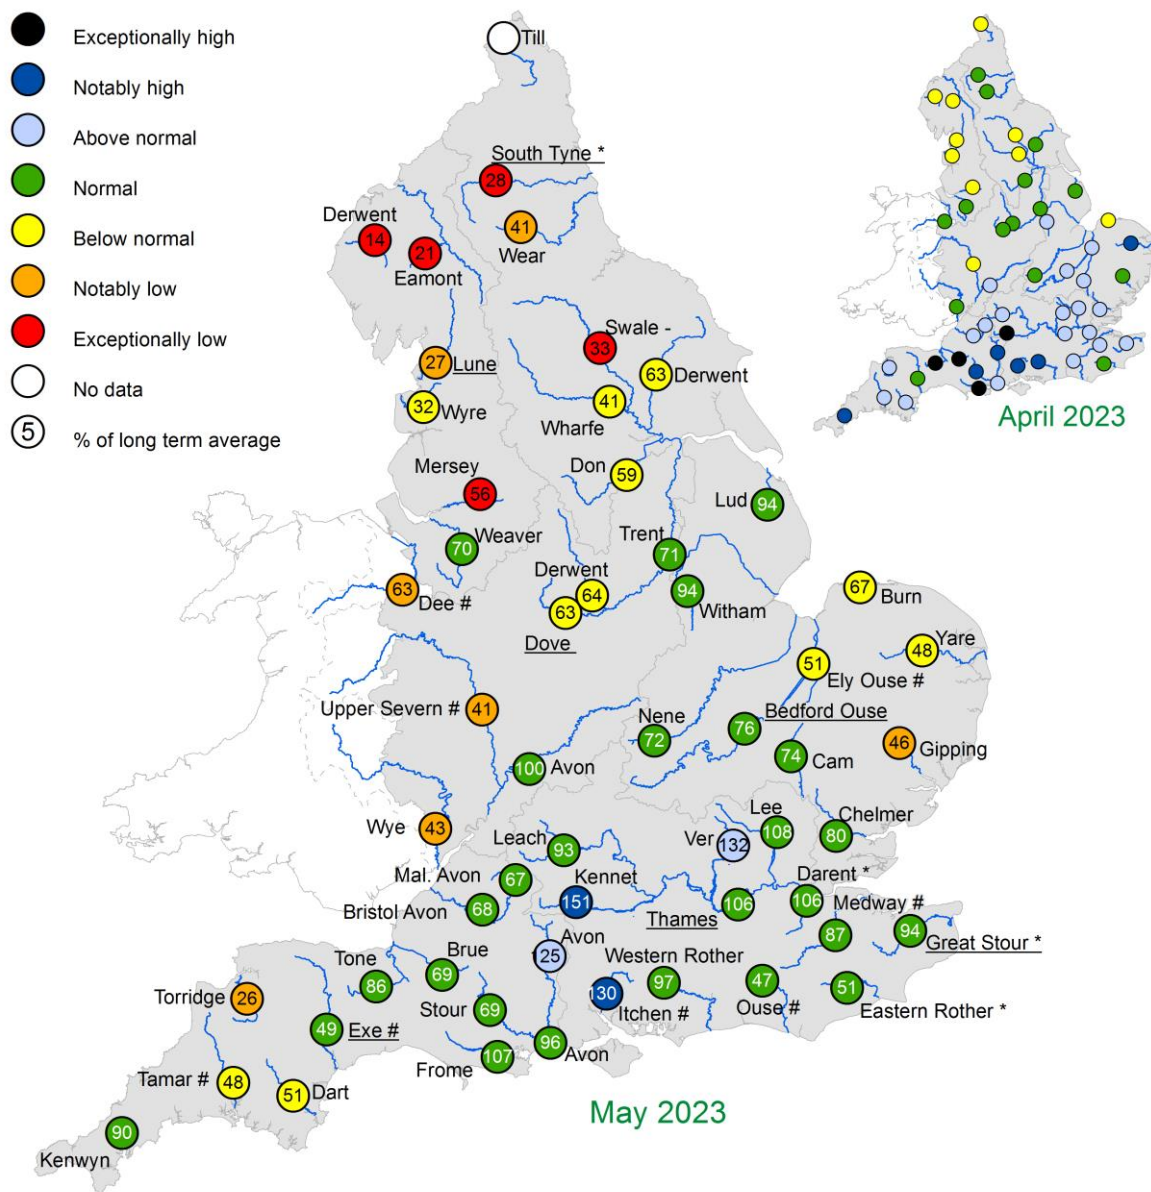 Exceptionally high
Notably high
Above normal
Normal
Below normal
Notably low
Exceptionally low
No data
5 % of long term average
April 2023
Till
South Tyne *
28
Derwent
14
21
Eamont
41
Wear
27 Lune
32 Wyre
Swale -
33
63 Derwent
41
Wharfe
Mersey
56
Don 59
Lud 94
Weaver
70
Trent
71
Derwent
64
63
Dove
94
Witham
63
Dee #
67 Burn
Yare
48
51
Ely Ouse #
Upper Severn # 41
Nene
72
Bedford Ouse
76
74
Cam
46
Gipping
100 Avon
Wye 43
Leach
93
Ver
132
Lee
108
Chelmer
80
Mal. Avon
67
Kennet
151
Bristol Avon 68
Thames
106
Darent *
106
Medway #
87
94
Great Stour *
Avon
125
Tone
86
Brue
69
Stour
69
Western Rother
97
130
Itchen #
47
Ouse #
51
Eastern Rother *
Torridge 26
49 Exe #
96
Avon
107
Frome
Tamar # 48
51 Dart
90
Kenwyn
May 2023